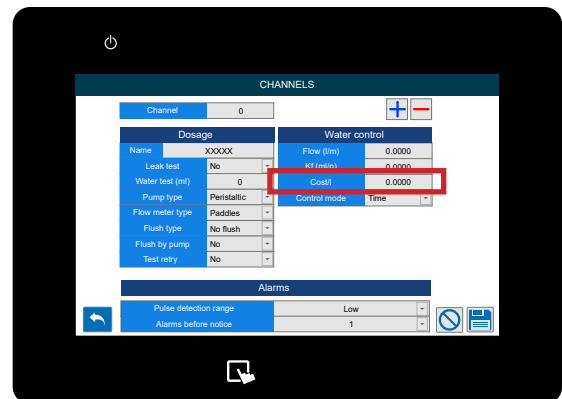 CHANNELS
Channel 0
Dosage
Name XXXXX
Leak test No
Water test (ml) 0
Pump type Peristaltic
Flow meter type Paddles
Flush type No flush
Flush by pump No
Test retry No
Water control
Flow (l/m) 0.0000
Kf (ml/p) 0.0000
Cost/l 0.0000
Control mode Time
Alarms
Pulse detection range Low
Alarms before notice 1